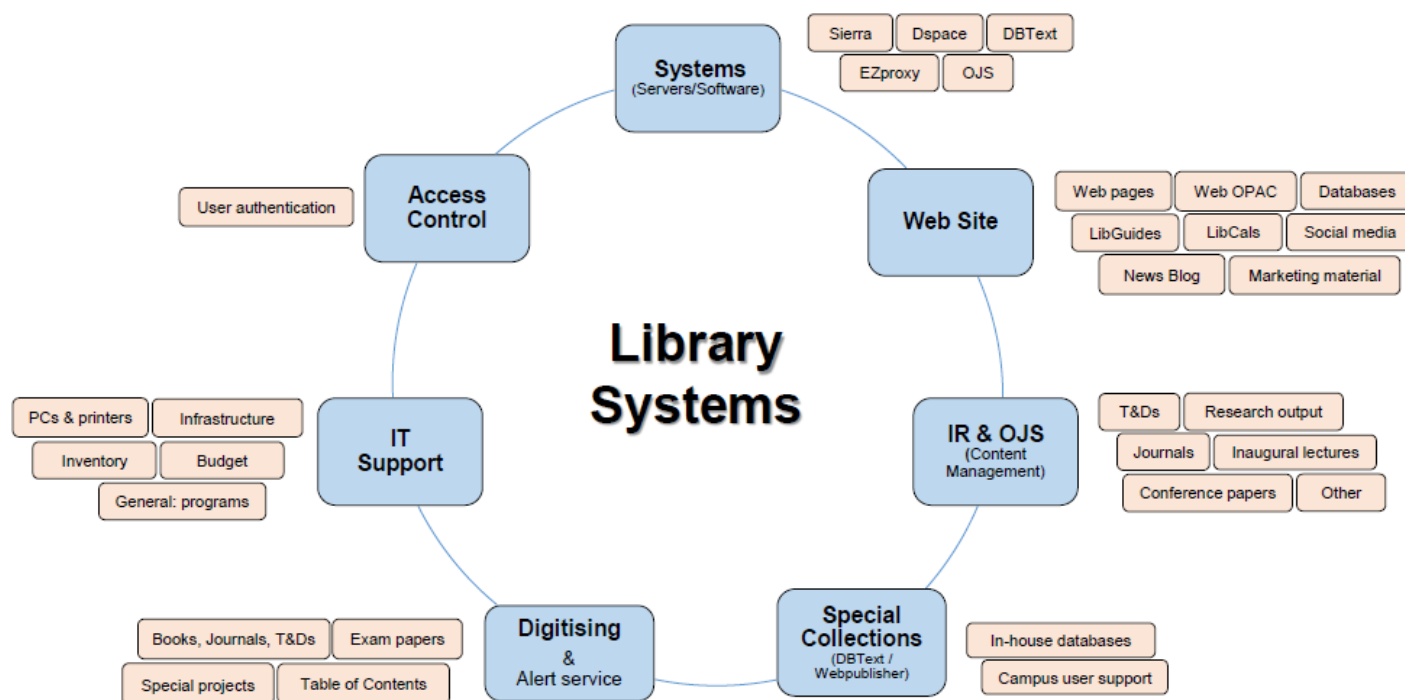 Library
Systems
Systems
(Servers/Software)
Sierra
Dspace
DBText
EZproxy
OJS
Web Site
Web pages
Web OPAC
Databases
LibGuides
LibCals
Social media
News Blog
Marketing material
IR & OJS
(Content
Management)
T&Ds
Research output
Journals
Inaugural lectures
Conference papers
Other
Special
Collections
(DBText /
Webpublisher)
In-house databases
Campus user support
Digitising
&
Alert service
Books, Journals, T&Ds
Exam papers
Special projects
Table of Contents
IT
Support
PCs & printers
Infrastructure
Inventory
Budget
General: programs
Access
Control
User authentication